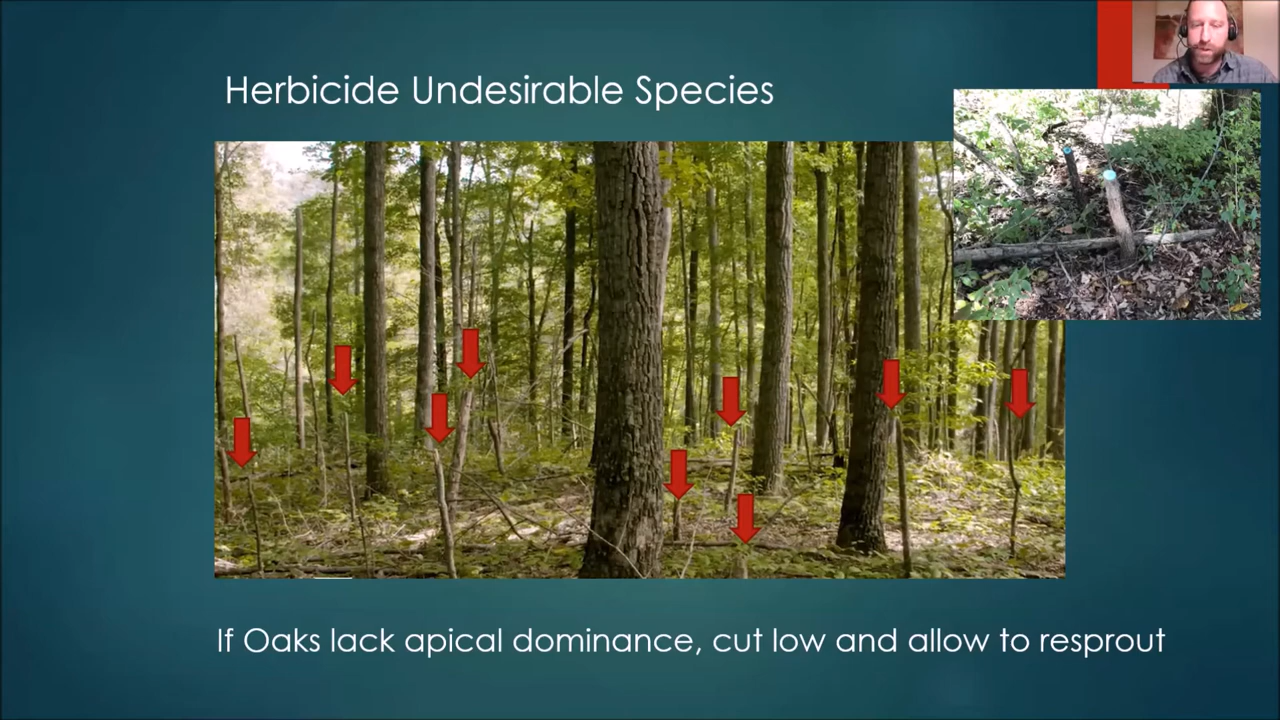 Herbicide Undesirable Species
If Oaks lack apical dominance, cut low and allow to resprout